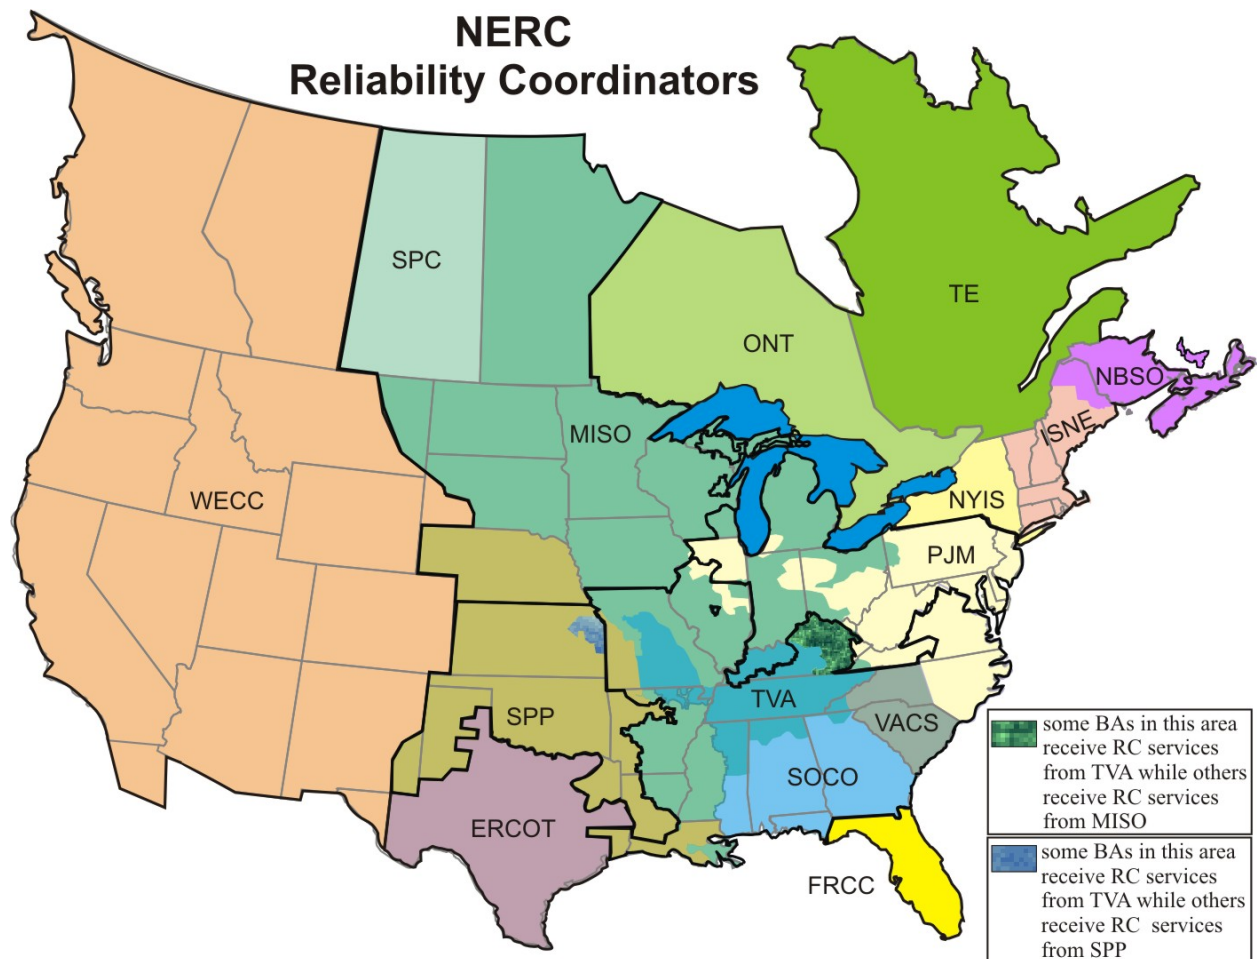 NERC
Reliability Coordinators
SPC
TE
ONT
NBSO
MISO
ISNE
WECC
NYIS
PJM
TVA
SPP
VACS
SOCO
ERCOT
FRCC
some BAs in this area
receive RC services
from TVA while others
receive RC services
from MISO
some BAs in this area
receive RC services
from TVA while others
receive RC services
from SPP